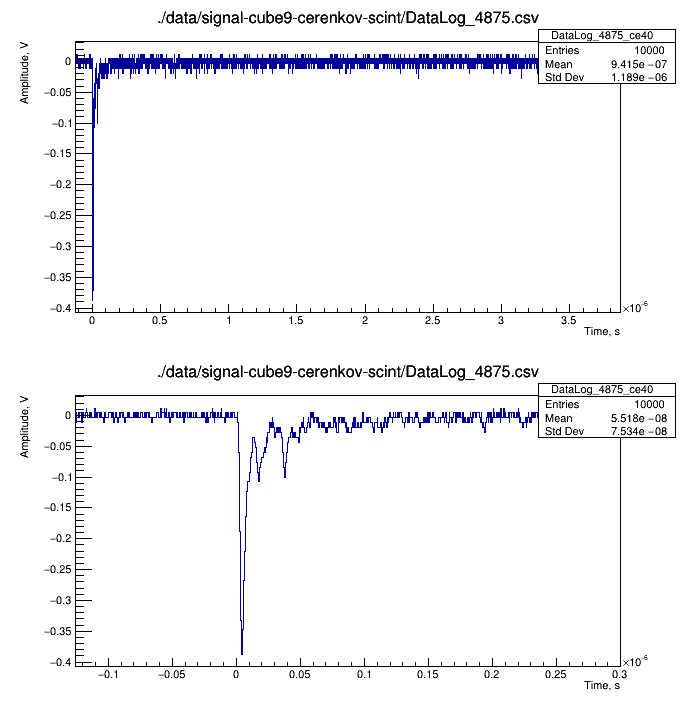 ./data/signal-cube9-cerenkov-scint/DataLog_4875.csv
DataLog_4875_ce40
Entries 10000
Mean 9.415e −07
Std Dev 1.189e −06
Amplitude, V
0
−0.05
−0.1
−0.15
−0.2
−0.25
−0.3
−0.35
−0.4
0 0.5 1 1.5 2 2.5 3 3.5
×10⁻⁶
Time, s
./data/signal-cube9-cerenkov-scint/DataLog_4875.csv
DataLog_4875_ce40
Entries 10000
Mean 5.518e −08
Std Dev 7.534e −08
Amplitude, V
0
−0.05
−0.1
−0.15
−0.2
−0.25
−0.3
−0.35
−0.4
−0.1 −0.05 0 0.05 0.1 0.15 0.2 0.25 0.3
×10⁻⁶
Time, s